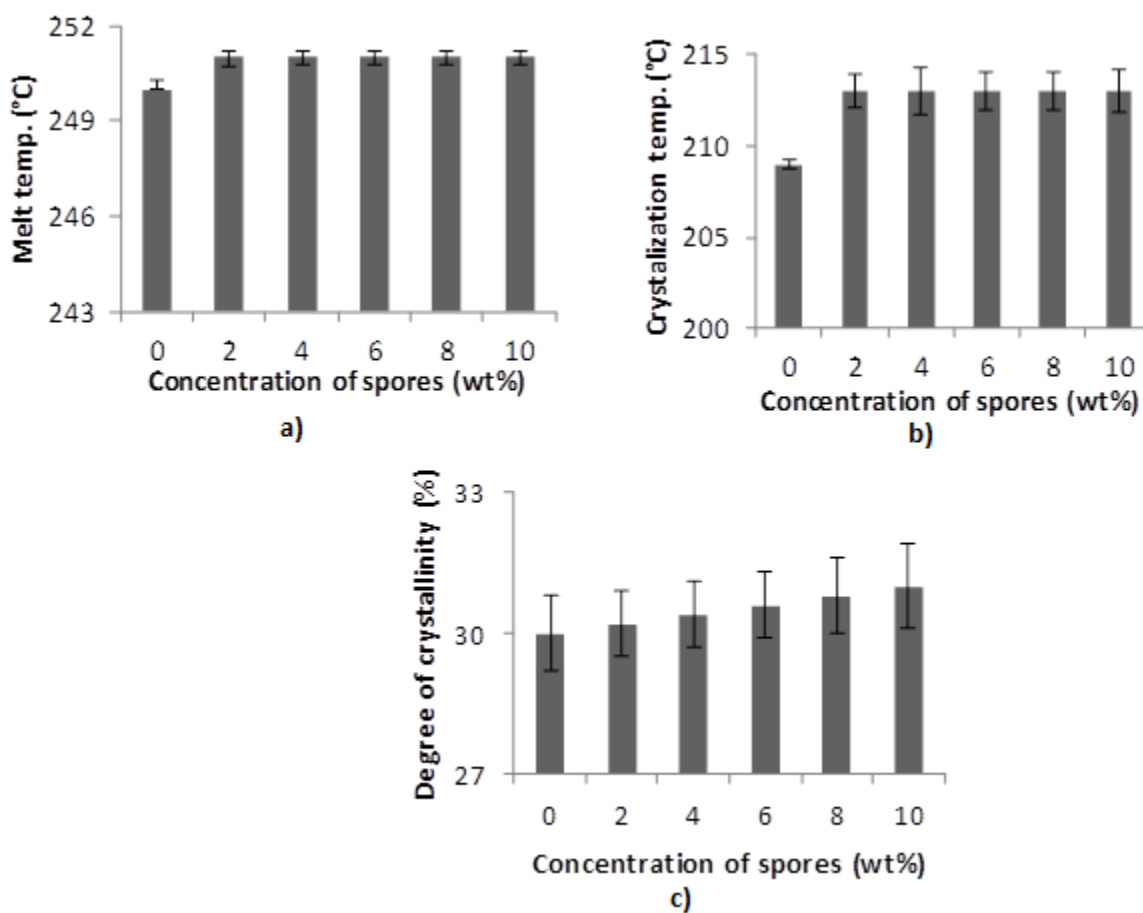 Melt temp. (°C)
252
249
246
243
0 2 4 6 8 10
Concentration of spores (wt%)
a)
Crystalization temp. (°C)
215
210
205
200
0 2 4 6 8 10
Concentration of spores (wt%)
b)
Degree of crystallinity (%)
33
30
27
0 2 4 6 8 10
Concentration of spores (wt%)
c)